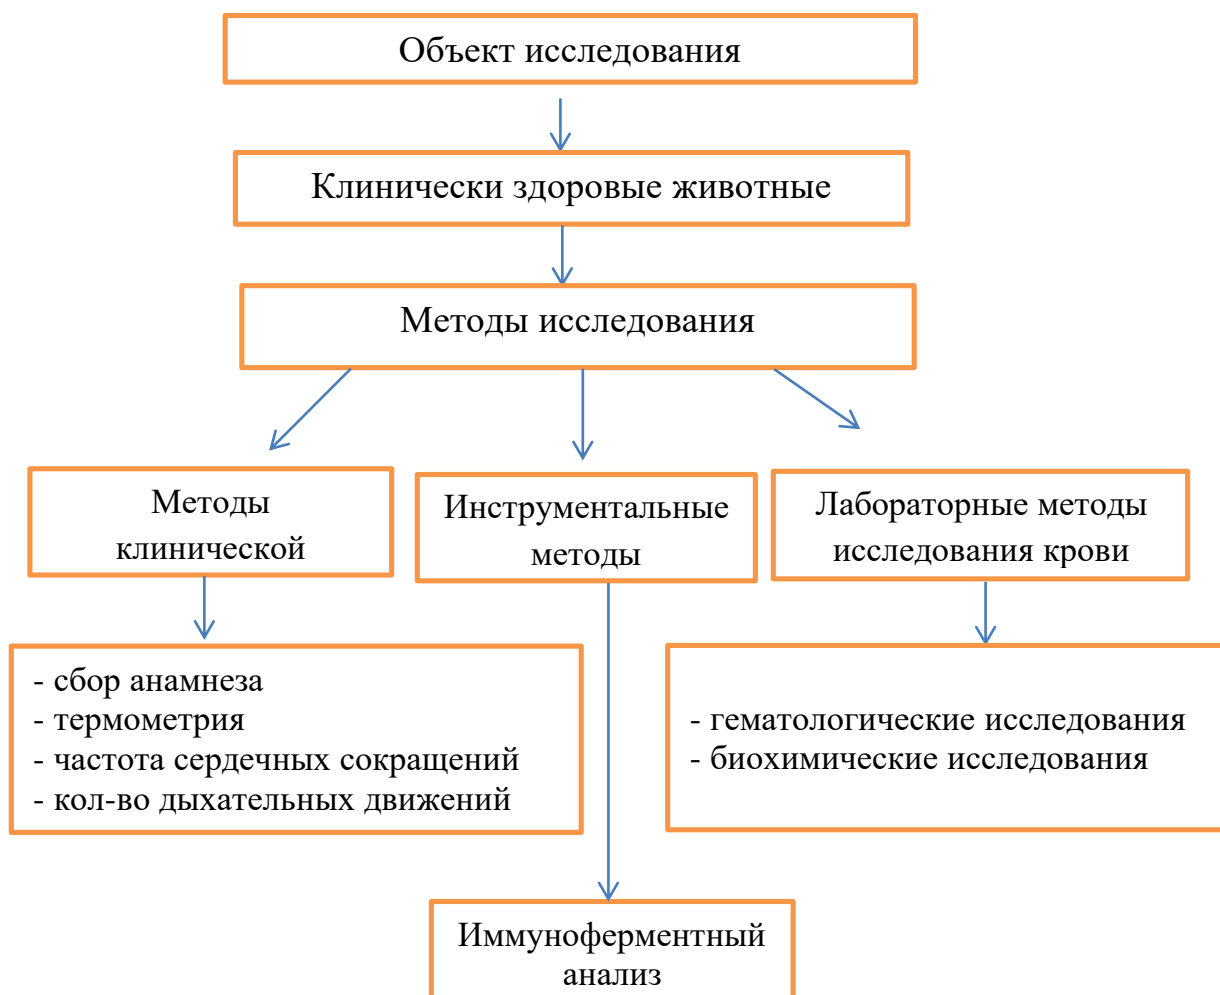 Объект исследования
Клинически здоровые животные
Методы исследования
Методы
клинической
Инструментальные
методы
Лабораторные методы
исследования крови
- сбор анамнеза
- термометрия
- частота сердечных сокращений
- кол-во дыхательных движений
- гематологические исследования
- биохимические исследования
Иммуноферментный
анализ